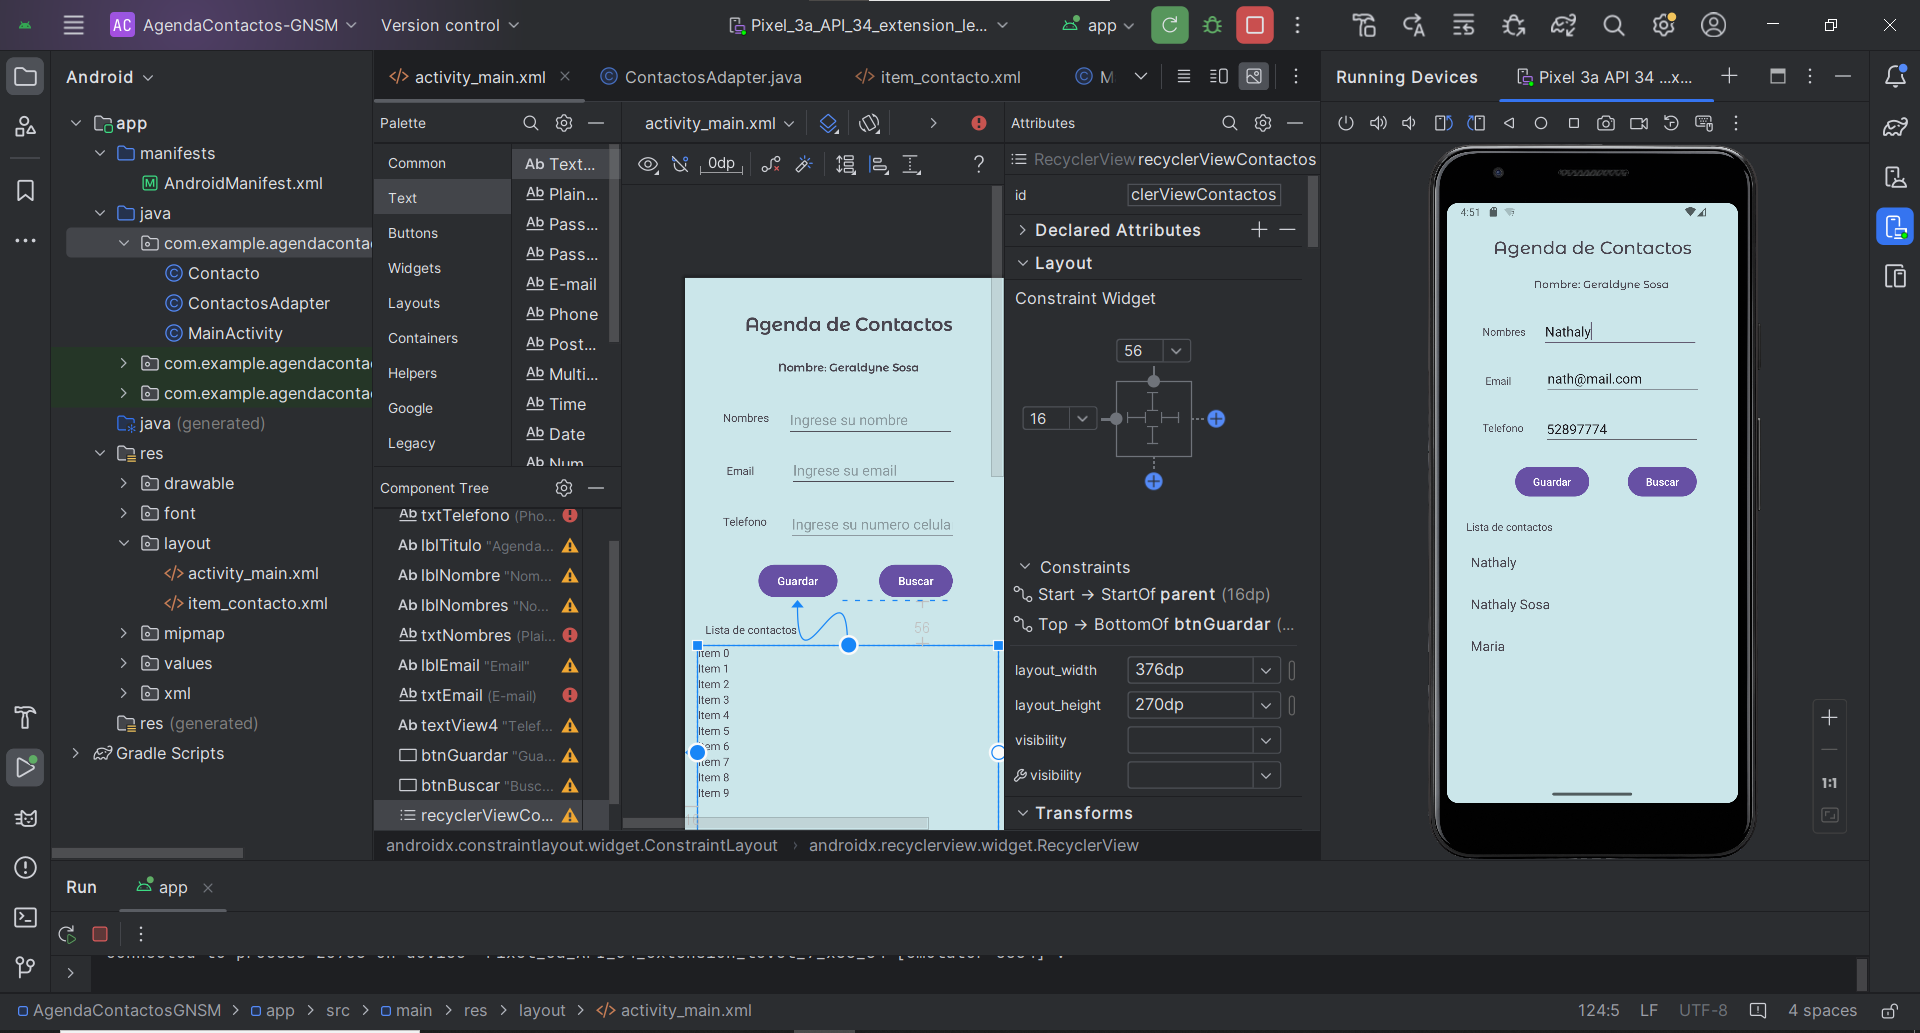 AC AgendaContactos-GNSM Version control Pixel_3a_API_34_extension_le... app
Android
activity_main.xml ContactosAdapter.java item_contacto.xml M
Running Devices Pixel 3a API 34 ...x...
app
manifests
AndroidManifest.xml
java
com.example.agendaconta
Contacto
ContactosAdapter
MainActivity
com.example.agendaconta
com.example.agendaconta
java (generated)
res
drawable
font
layout
activity_main.xml
item_contacto.xml
mipmap
values
xml
res (generated)
Gradle Scripts
Palette
Common
Text
Buttons
Widgets
Layouts
Containers
Helpers
Google
Legacy
Ab Text...
Ab Plain...
Ab Pass...
Ab Pass...
Ab E-mail
Ab Phone
Ab Post...
Ab Multi...
Ab Time
Ab Date
Ab Num
Component Tree
Ab txtTelefono (Pho...
Ab lblTitulo "Agenda...
Ab lblNombre "Nom...
Ab lblNombres "No...
Ab txtNombres (Plai...
Ab lblEmail "Email"
Ab txtEmail (E-mail)
Ab textView4 "Telef...
btnGuardar "Gua...
btnBuscar "Busc...
recyclerViewCo...
activity_main.xml
0dp
Agenda de Contactos
Nombre: Geraldyne Sosa
Nombres Ingrese su nombre
Email Ingrese su email
Telefono Ingrese su numero celula
Guardar Buscar
Lista de contactos 56
Item 0
Item 1
Item 2
Item 3
Item 4
Item 5
Item 6
Item 7
Item 8
Item 9
Attributes
RecyclerView recyclerViewContactos
id clerViewContactos
Declared Attributes
Layout
Constraint Widget
56
16
Constraints
Start → StartOf parent (16dp)
Top → BottomOf btnGuardar (...
layout_width 376dp
layout_height 270dp
visibility
visibility
Transforms
androidx.constraintlayout.widget.ConstraintLayout › androidx.recyclerview.widget.RecyclerView
4:51
Agenda de Contactos
Nombre: Geraldyne Sosa
Nombres Nathaly
Email nath@mail.com
Telefono 52897774
Guardar Buscar
Lista de contactos
Nathaly
Nathaly Sosa
Maria
1:1
Run app
AgendaContactosGNSM > app > src > main > res > layout > activity_main.xml
124:5 LF UTF-8 4 spaces